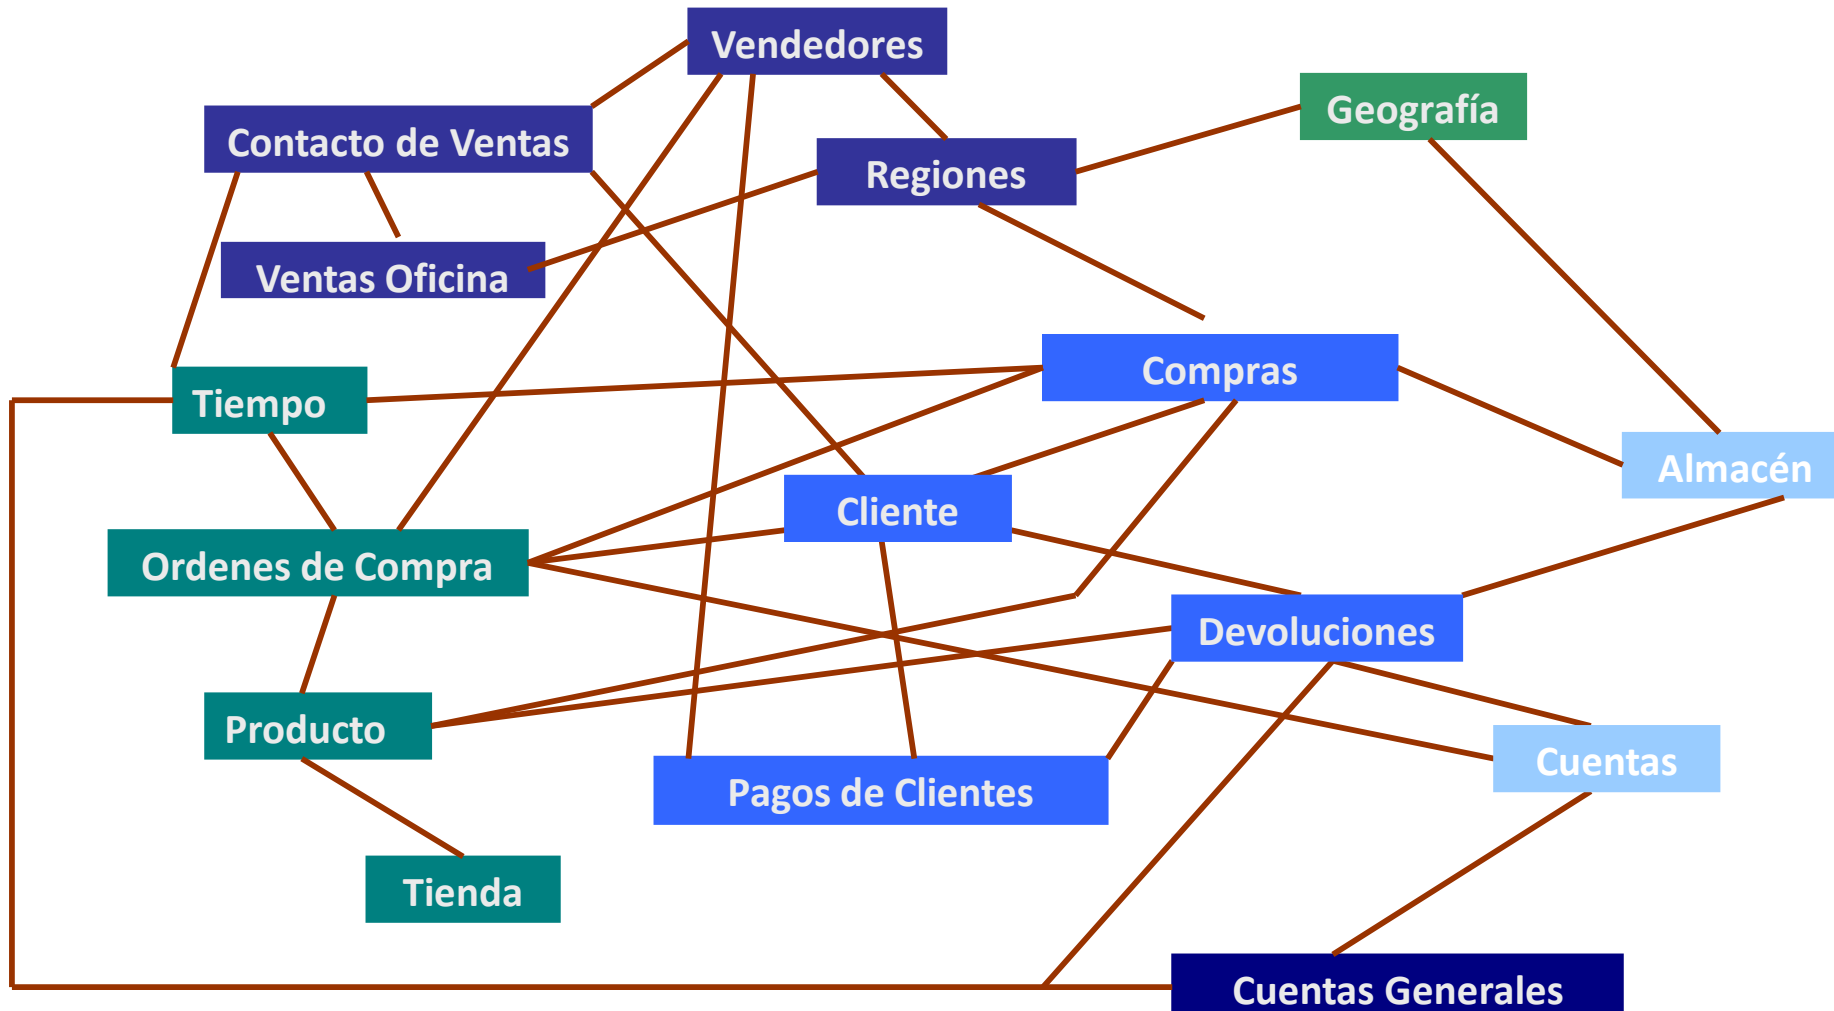 Vendedores
Geografía
Contacto de Ventas
Regiones
Ventas Oficina
Compras
Tiempo
Almacén
Cliente
Ordenes de Compra
Devoluciones
Producto
Cuentas
Pagos de Clientes
Tienda
Cuentas Generales